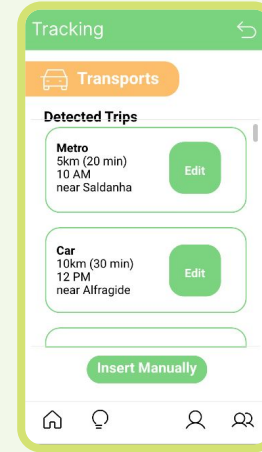 Tracking
Transports
Detected Trips
Metro
5km (20 min)
10 AM
near Saldanha
Edit
Car
10km (30 min)
12 PM
near Alfragide
Edit
Insert Manually